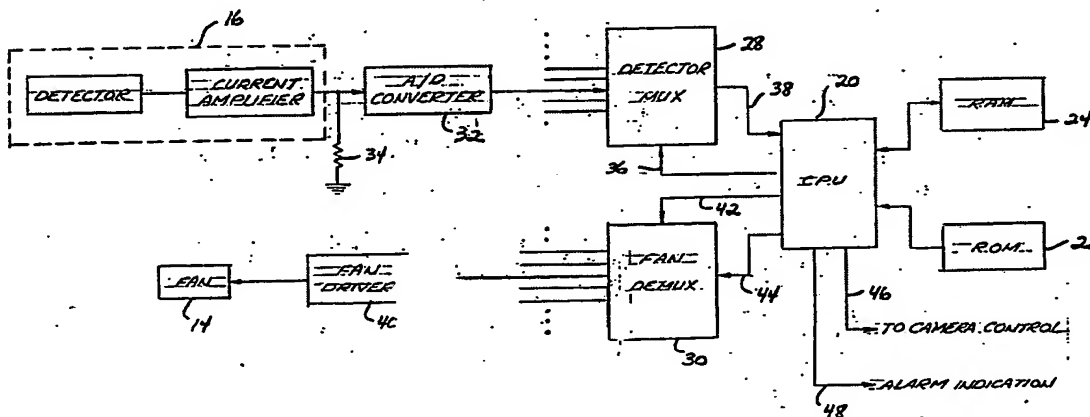 16
DETECTOR
CURRENT
AMPLIFIER
A/D
CONVERTER
32
34
28
DETECTOR
MUX
38
36
20
CPU
RAM
24
ROM
2
42
44
46
TO CAMERA CONTROL
48
ALARM INDICATION
FAN
DEMUX
30
FAN
DRIVER
40
FAN
14